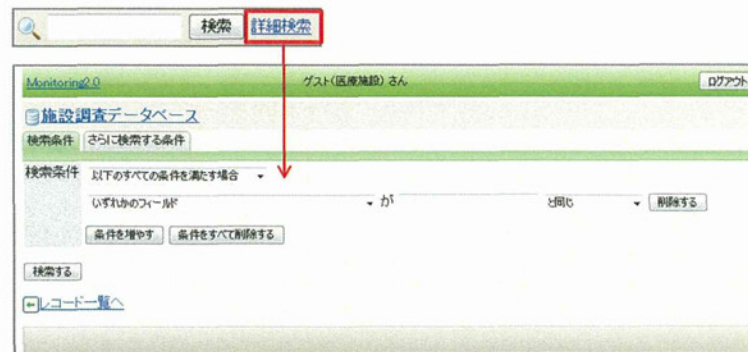 検索 詳細検索
Monitoring2.0 ゲスト(医療施設) さん ログアウト
施設調査データベース
検索条件 さらに検索する条件
検索条件 以下のすべての条件を満たす場合
いずれかのフィールド が と同じ 削除する
条件を増やす 条件をすべて削除する
検索する
レコード一覧へ